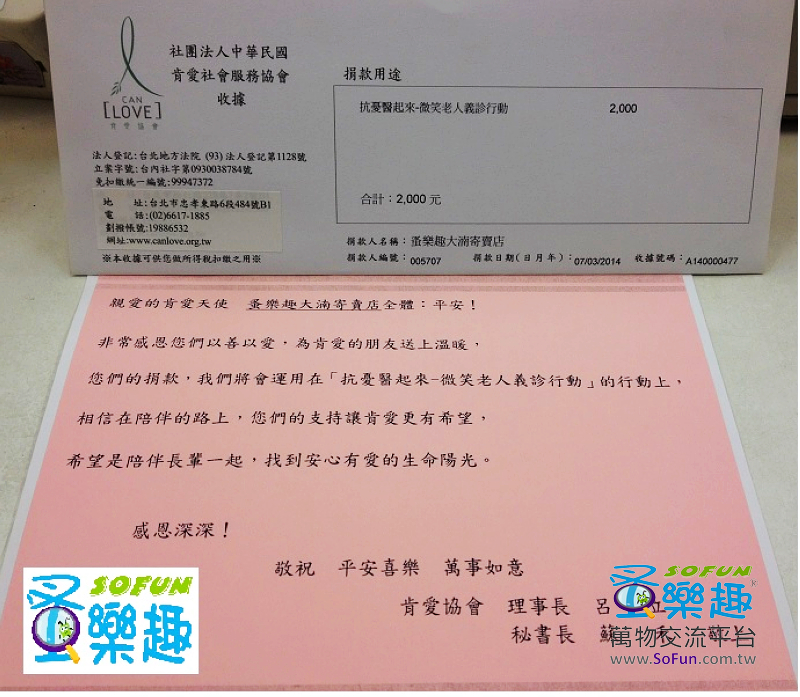 社團法人中華民國
肯愛社會服務協會
收據
CAN
[LOVE]
肯愛協會
法人登記:台北地方法院 (93)法人登記第1128號
立案字號:台內社字第0930038784號
免扣繳統一編號:99947372
地 址:台北市忠孝東路6段484號B1
電 話:(02)6617-1885
劃撥帳號:19886532
網址:www.canlove.org.tw
※本收據可供您做所得稅扣繳之用※
捐款用途
抗憂醫起來-微笑老人義診行動 2,000
合計:2,000 元
捐款人名稱:蚤樂趣大湳寄賣店
捐款人編號:005707 捐款日期(日月年):07/03/2014 收據號碼:A140000477
親愛的肯愛天使 蚤樂趣大湳寄賣店全體:平安!
非常感恩您們以善以愛,為肯愛的朋友送上溫暖,
您們的捐款,我們將會運用在「抗憂醫起來-微笑老人義診行動」的行動上,
相信在陪伴的路上,您們的支持讓肯愛更有希望,
希望是陪伴長輩一起,找到安心有愛的生命陽光。
感恩深深!
敬祝 平安喜樂 萬事如意
肯愛協會 理事長 呂
秘書長 蘇
SOFUN
蚤樂趣
SOFUN
蚤樂趣
萬物交流平台
www.SoFun.com.tw